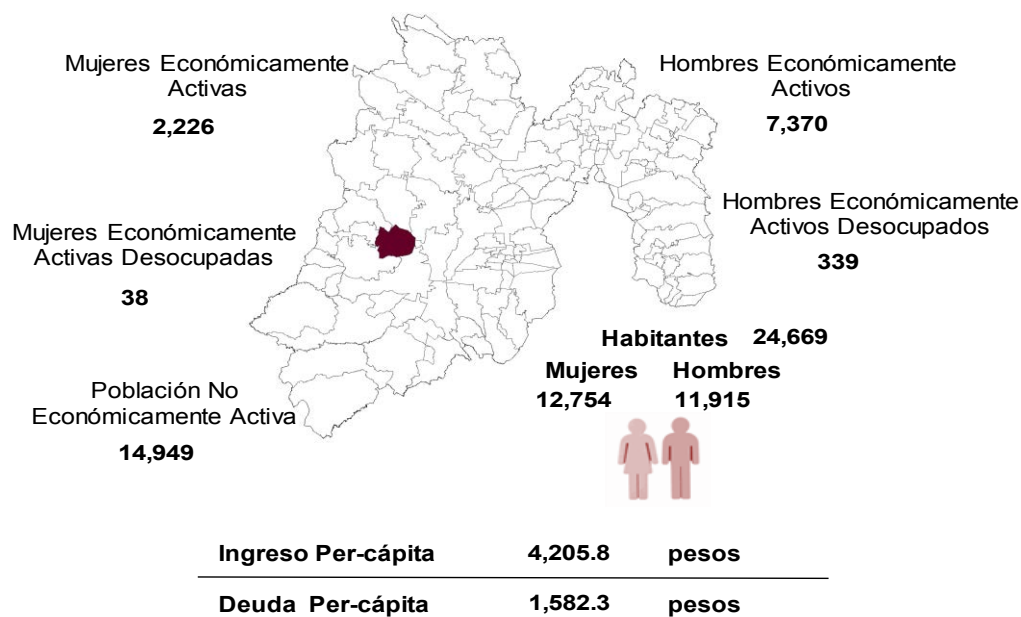 Mujeres Económicamente
Activas
2,226
Hombres Económicamente
Activos
7,370
Mujeres Económicamente
Activas Desocupadas
38
Hombres Económicamente
Activos Desocupados
339
Habitantes 24,669
Mujeres Hombres
12,754 11,915
Población No
Económicamente Activa
14,949
Ingreso Per-cápita 4,205.8 pesos
Deuda Per-cápita 1,582.3 pesos